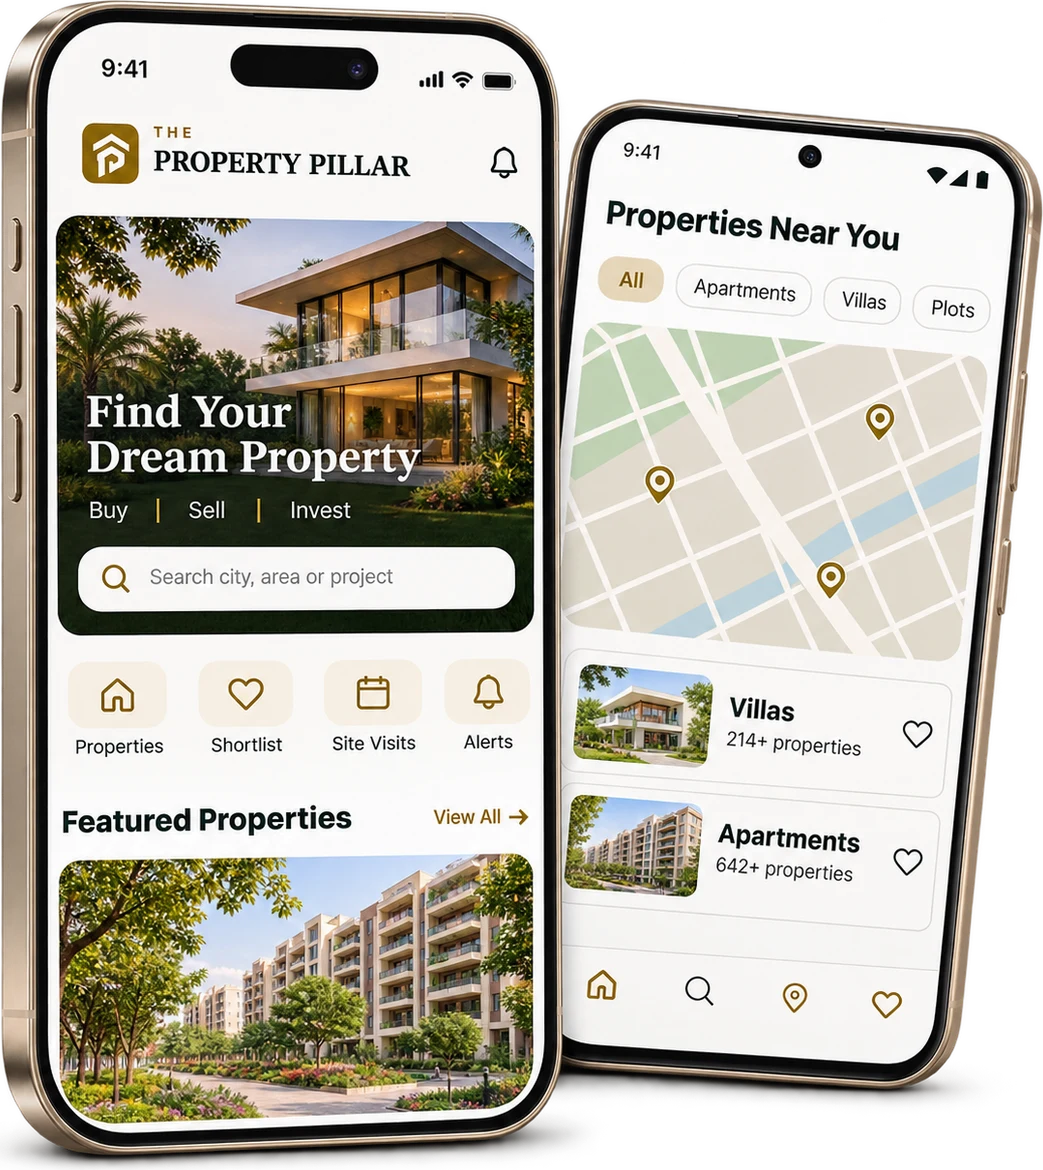 9:41
THE
PROPERTY PILLAR
Find Your
Dream Property
Buy | Sell | Invest
Search city, area or project
Properties
Shortlist
Site Visits
Alerts
Featured Properties
View All →
9:41
Properties Near You
All
Apartments
Villas
Plots
Villas
214+ properties
Apartments
642+ properties